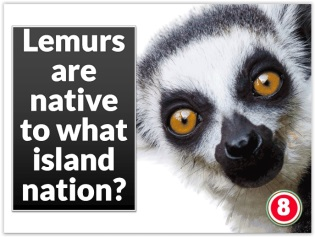 Lemurs
are
native
to what
island
nation?
8